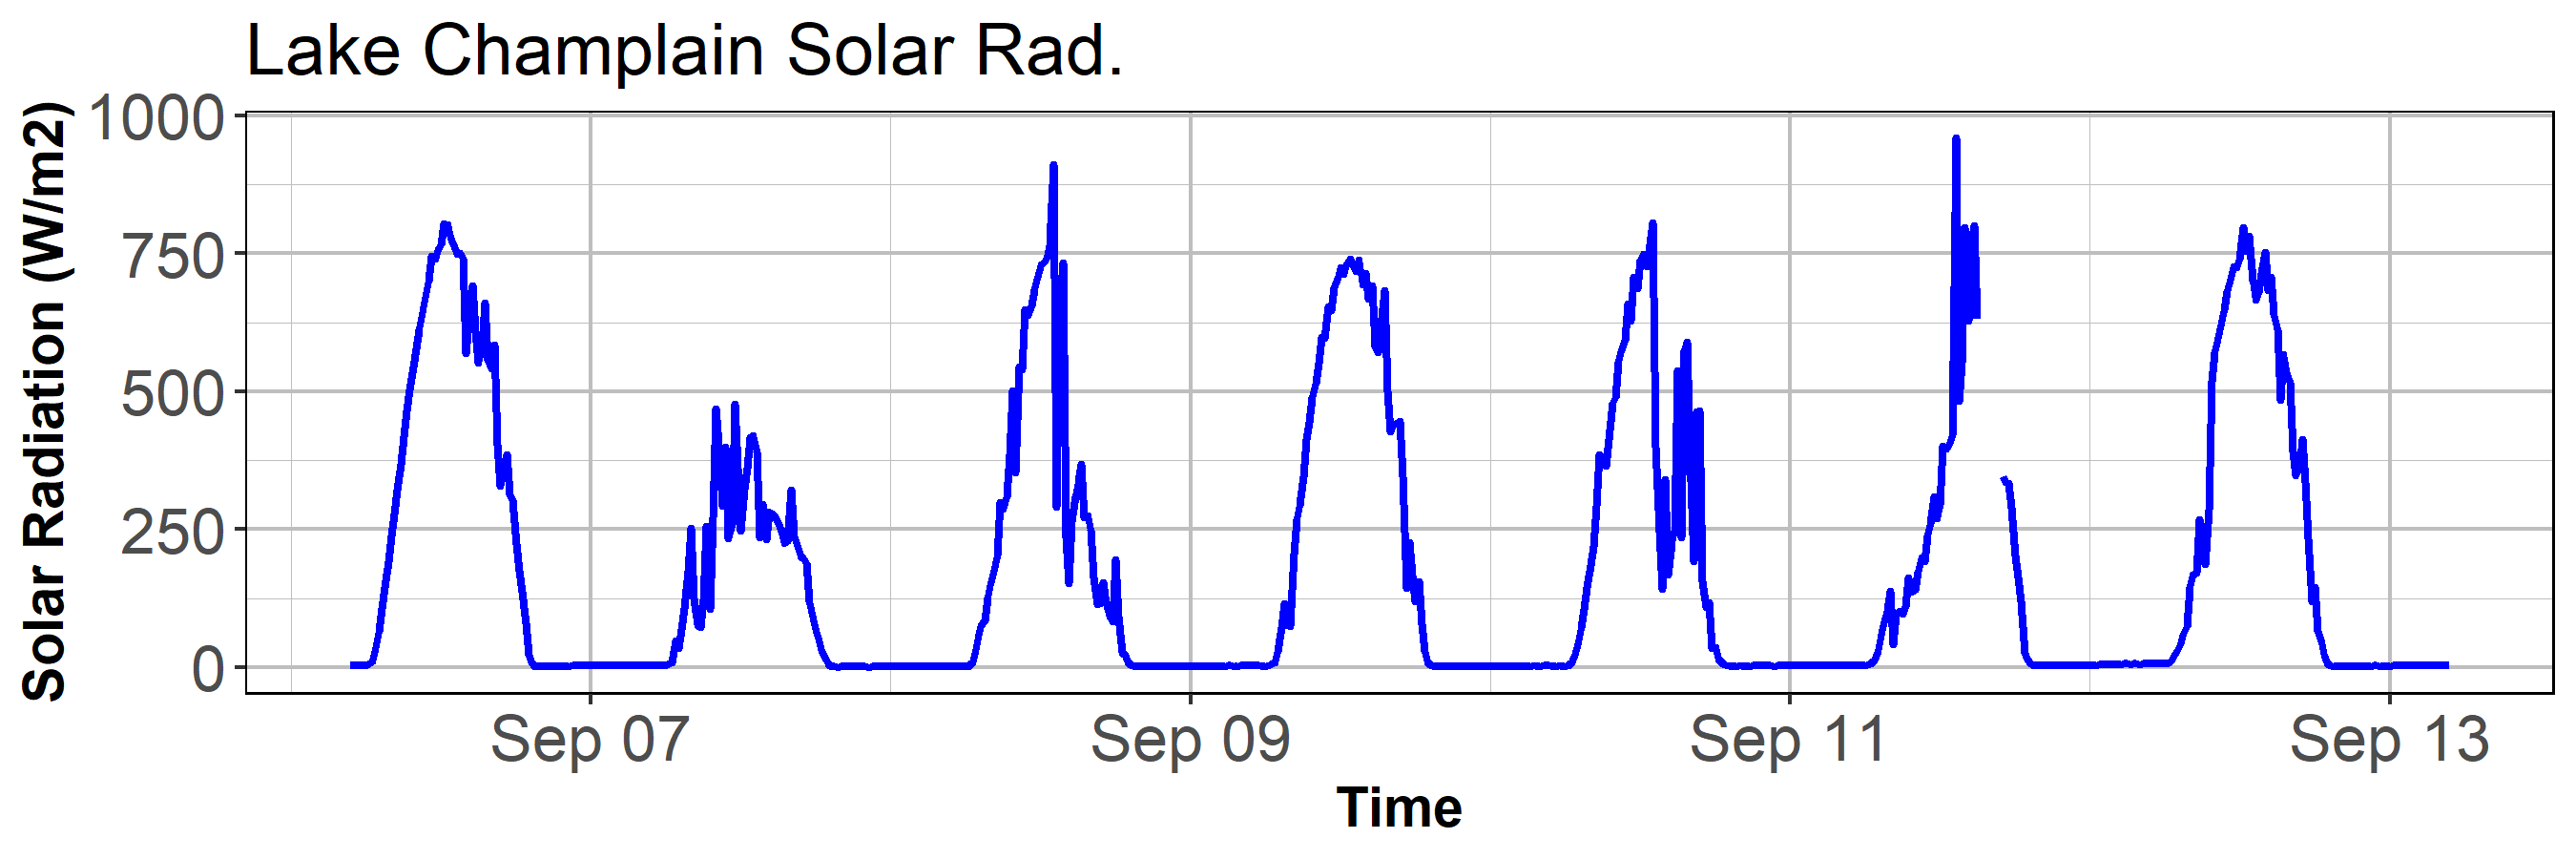 Lake Champlain Solar Rad.
Solar Radiation (W/m2)
1000
750
500
250
0
Sep 07
Sep 09
Sep 11
Sep 13
Time